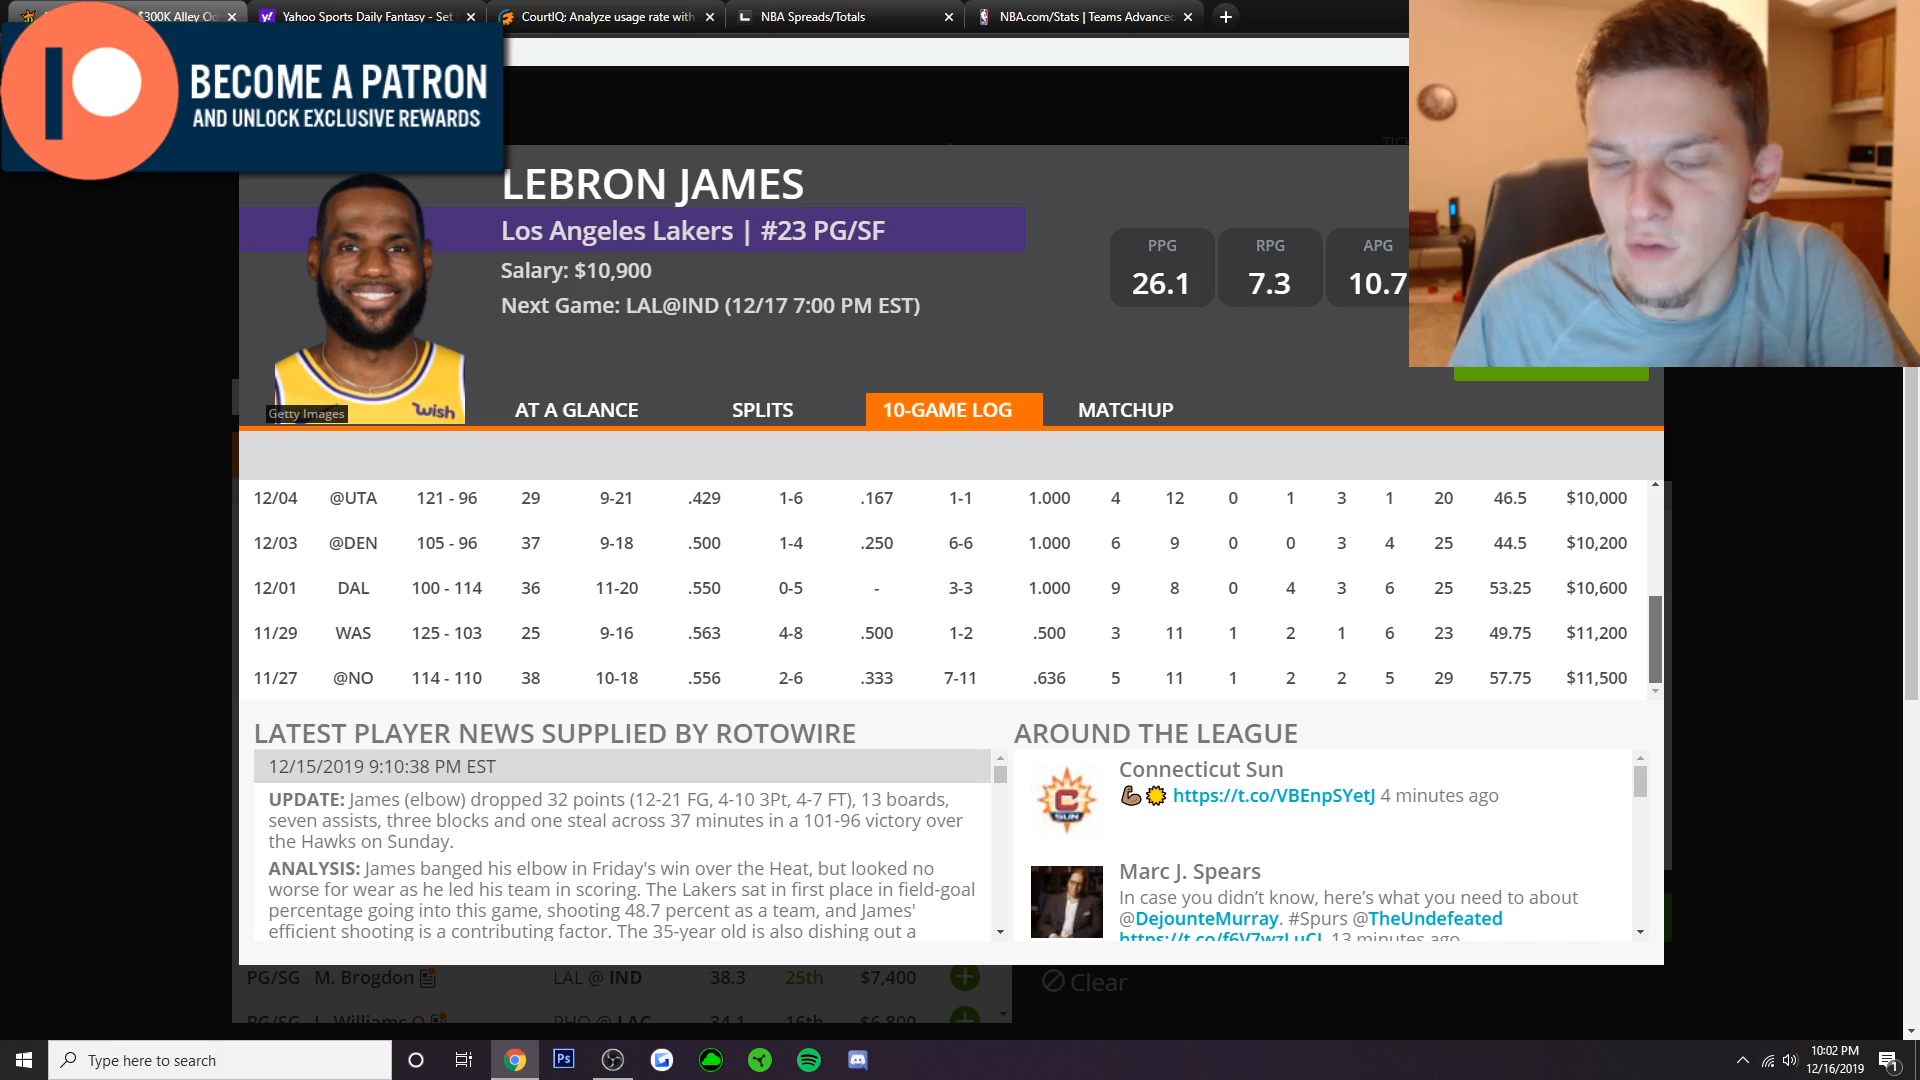 $300K Alley Oo
Yahoo Sports Daily Fantasy - Set
CourtIQ: Analyze usage rate with
NBA Spreads/Totals
NBA.com/Stats | Teams Advanced
BECOME A PATRON
AND UNLOCK EXCLUSIVE REWARDS
LEBRON JAMES
Los Angeles Lakers | #23 PG/SF
Salary: $10,900
Next Game: LAL@IND (12/17 7:00 PM EST)
PPG RPG APG
26.1 7.3 10.7
wish
Getty Images
AT A GLANCE SPLITS 10-GAME LOG MATCHUP
12/04 @UTA 121 - 96 29 9-21 .429 1-6 .167 1-1 1.000 4 12 0 1 3 1 20 46.5 $10,000
12/03 @DEN 105 - 96 37 9-18 .500 1-4 .250 6-6 1.000 6 9 0 0 3 4 25 44.5 $10,200
12/01 DAL 100 - 114 36 11-20 .550 0-5 - 3-3 1.000 9 8 0 4 3 6 25 53.25 $10,600
11/29 WAS 125 - 103 25 9-16 .563 4-8 .500 1-2 .500 3 11 1 2 1 6 23 49.75 $11,200
11/27 @NO 114 - 110 38 10-18 .556 2-6 .333 7-11 .636 5 11 1 2 2 5 29 57.75 $11,500
LATEST PLAYER NEWS SUPPLIED BY ROTOWIRE
12/15/2019 9:10:38 PM EST
UPDATE: James (elbow) dropped 32 points (12-21 FG, 4-10 3Pt, 4-7 FT), 13 boards,
seven assists, three blocks and one steal across 37 minutes in a 101-96 victory over
the Hawks on Sunday.
ANALYSIS: James banged his elbow in Friday's win over the Heat, but looked no
worse for wear as he led his team in scoring. The Lakers sat in first place in field-goal
percentage going into this game, shooting 48.7 percent as a team, and James'
efficient shooting is a contributing factor. The 35-year old is also dishing out a
AROUND THE LEAGUE
C
SUN
Connecticut Sun
💪🏽 🌞 https://t.co/VBEnpSYetJ 4 minutes ago
Marc J. Spears
In case you didn't know, here's what you need to about
@DejounteMurray. #Spurs @TheUndefeated
13 minutes ago
PG/SG M. Brogdon LAL @ IND 38.3 25th $7,400
Clear
PG/SG L. Williams PHO @ LAC 34.1 16th $6,800
Type here to search
Ps
10:02 PM
12/16/2019
1